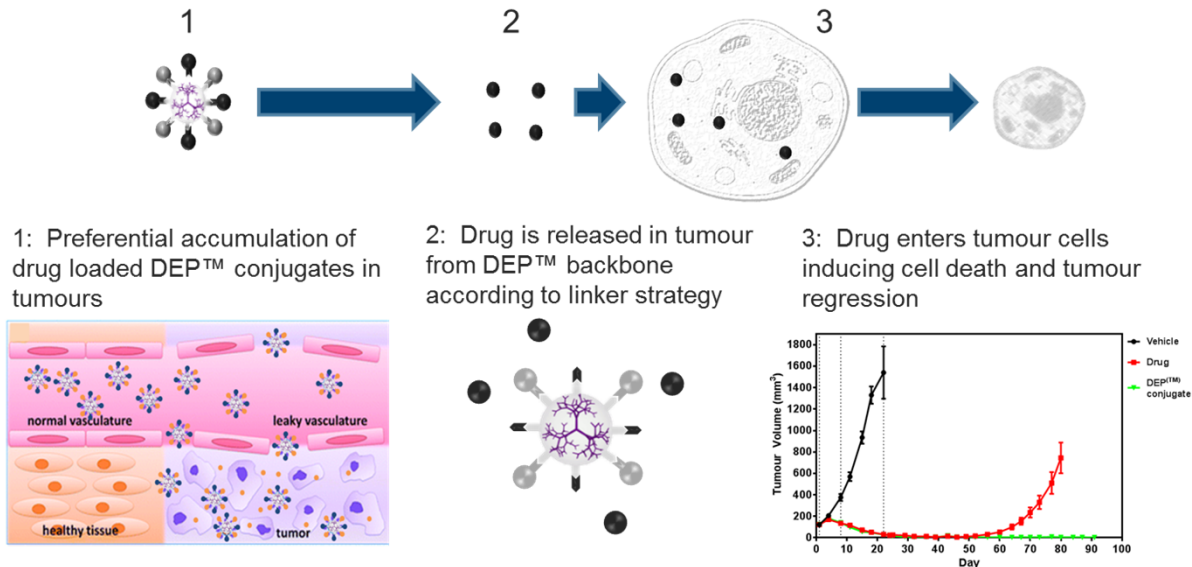 1
2
3
1: Preferential accumulation of
drug loaded DEP™ conjugates in
tumours
2: Drug is released in tumour
from DEP™ backbone
according to linker strategy
3: Drug enters tumour cells
inducing cell death and tumour
regression
normal vasculature
leaky vasculature
healthy tissue
tumor
Tumour Volume (mm³)
1800
1600
1400
1200
1000
800
600
400
200
0
0 10 20 30 40 50 60 70 80 90 100
Day
Vehicle
Drug
DEP(TM)
conjugate